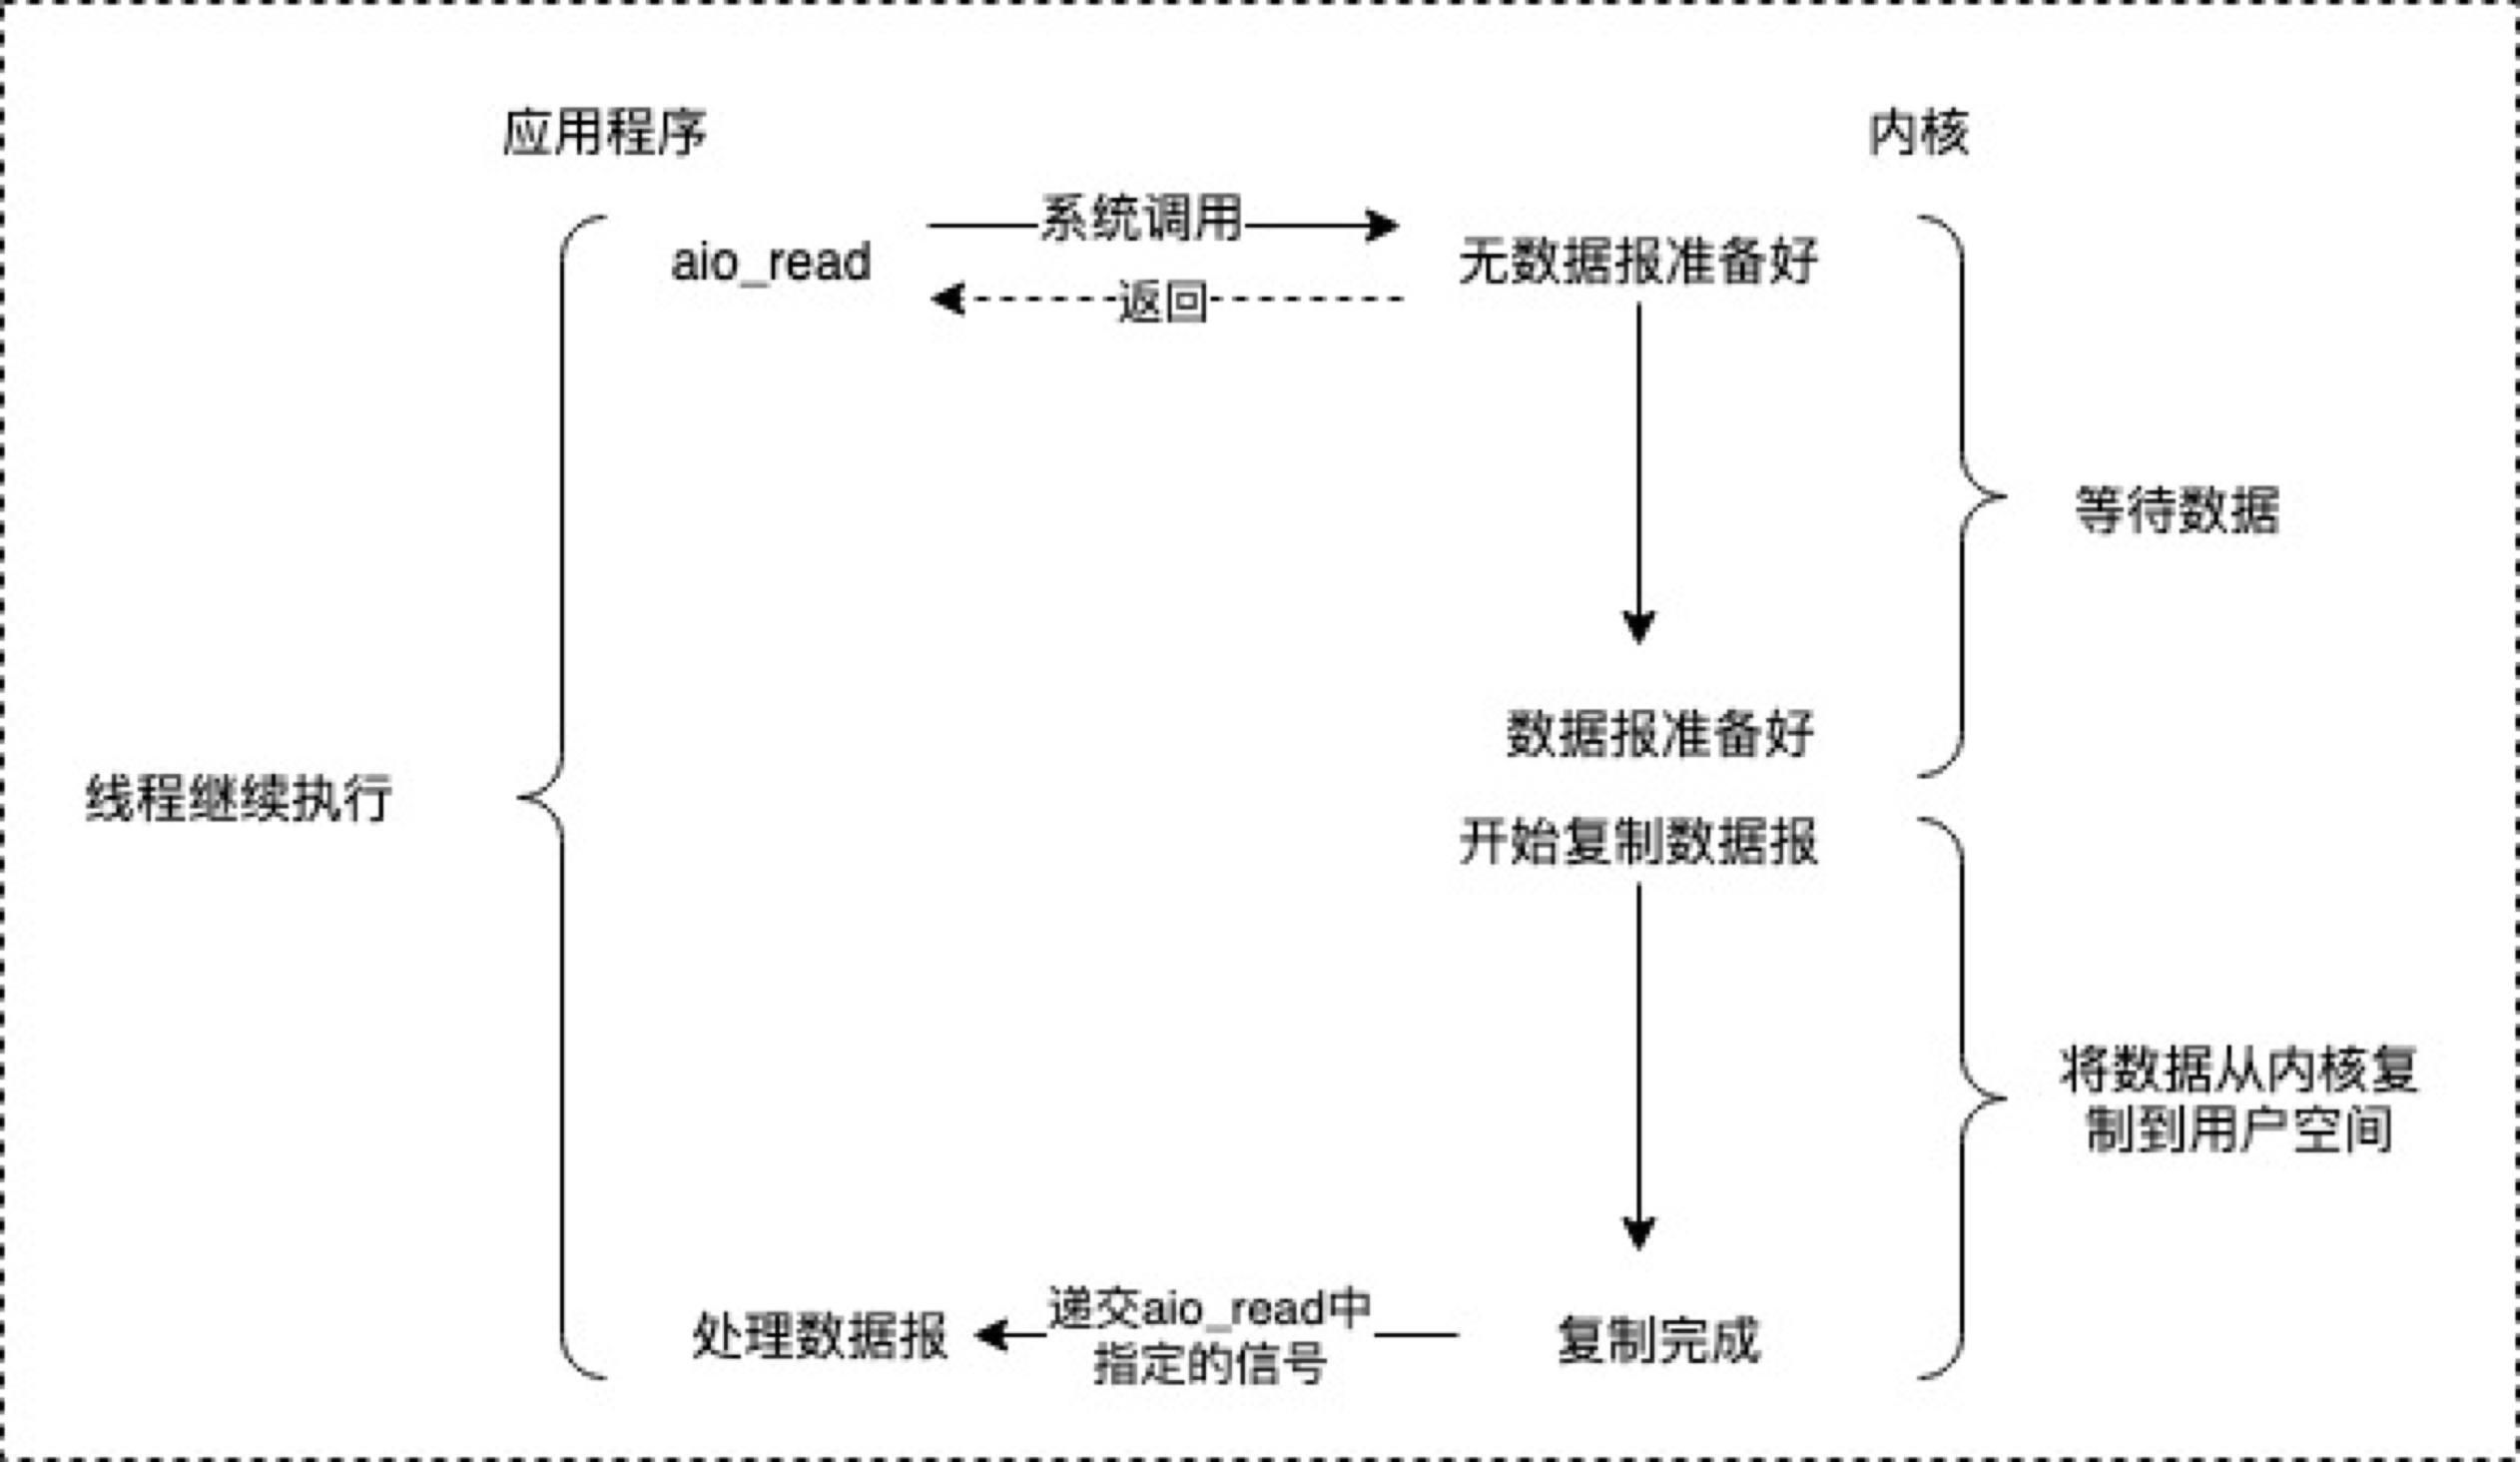 应用程序
内核
系统调用
aio_read
无数据报准备好
返回
等待数据
数据报准备好
线程继续执行
开始复制数据报
将数据从内核复
制到用户空间
处理数据报
递交aio_read中
指定的信号
复制完成